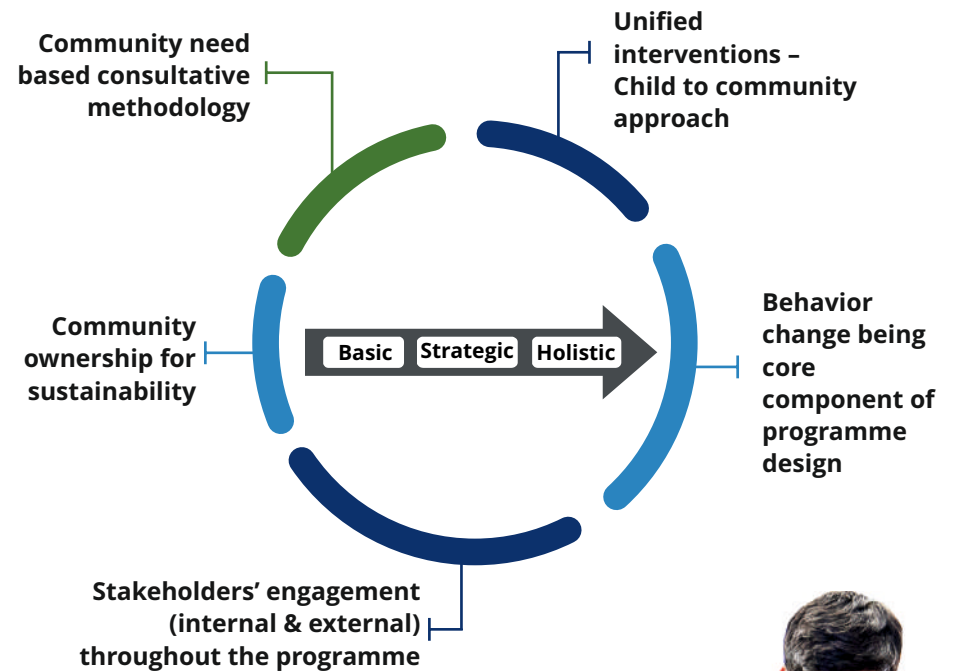 Community need
based consultative
methodology
Unified
interventions –
Child to community
approach
Community
ownership for
sustainability
Basic
Strategic
Holistic
Behavior
change being
core
component of
programme
design
Stakeholders’ engagement
(internal & external)
throughout the programme